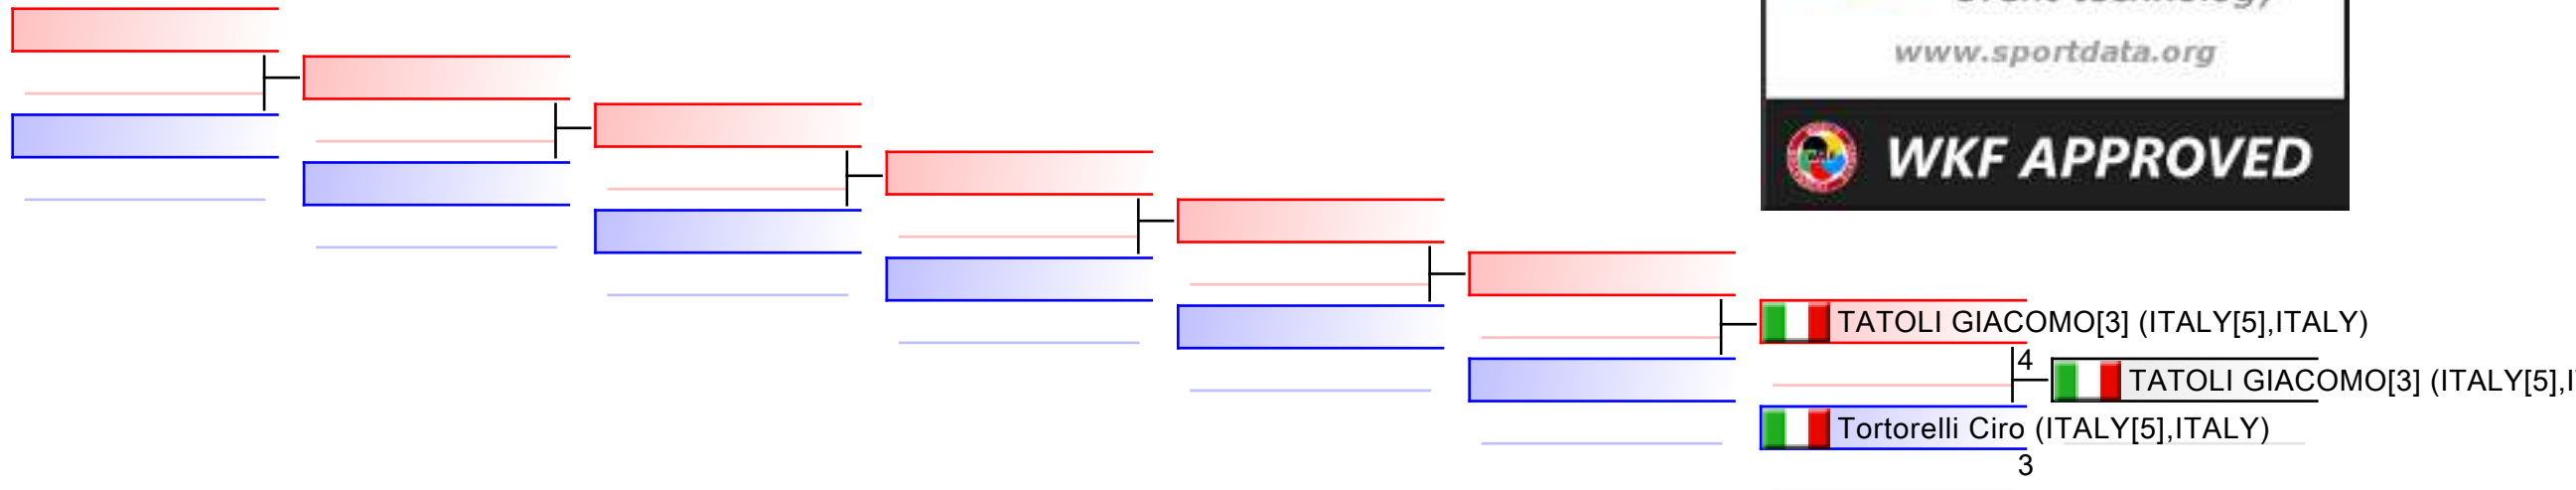 www.sportdata.org
WKF APPROVED
TATOLI GIACOMO[3] (ITALY[5],ITALY)
4
TATOLI GIACOMO[3] (ITALY[5],I
Tortorelli Ciro (ITALY[5],ITALY)
3